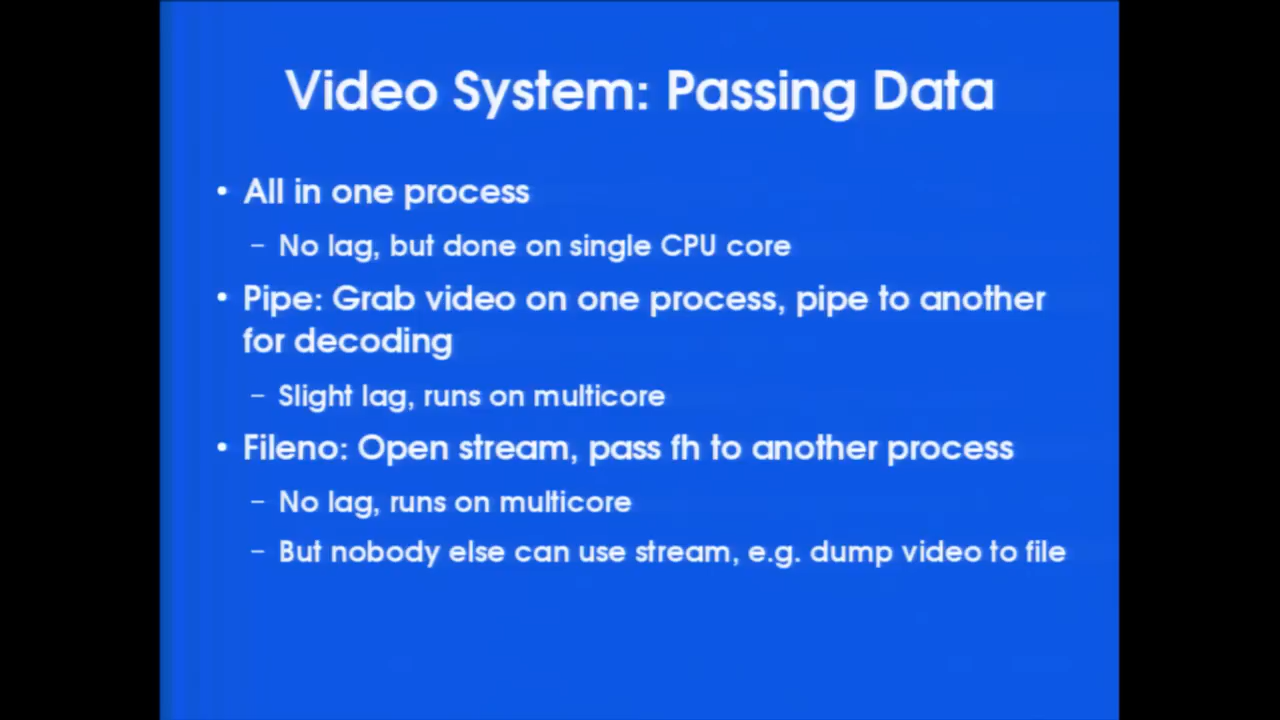 Video System: Passing Data
• All in one process
– No lag, but done on single CPU core
• Pipe: Grab video on one process, pipe to another
for decoding
– Slight lag, runs on multicore
• Fileno: Open stream, pass fh to another process
– No lag, runs on multicore
– But nobody else can use stream, e.g. dump video to file